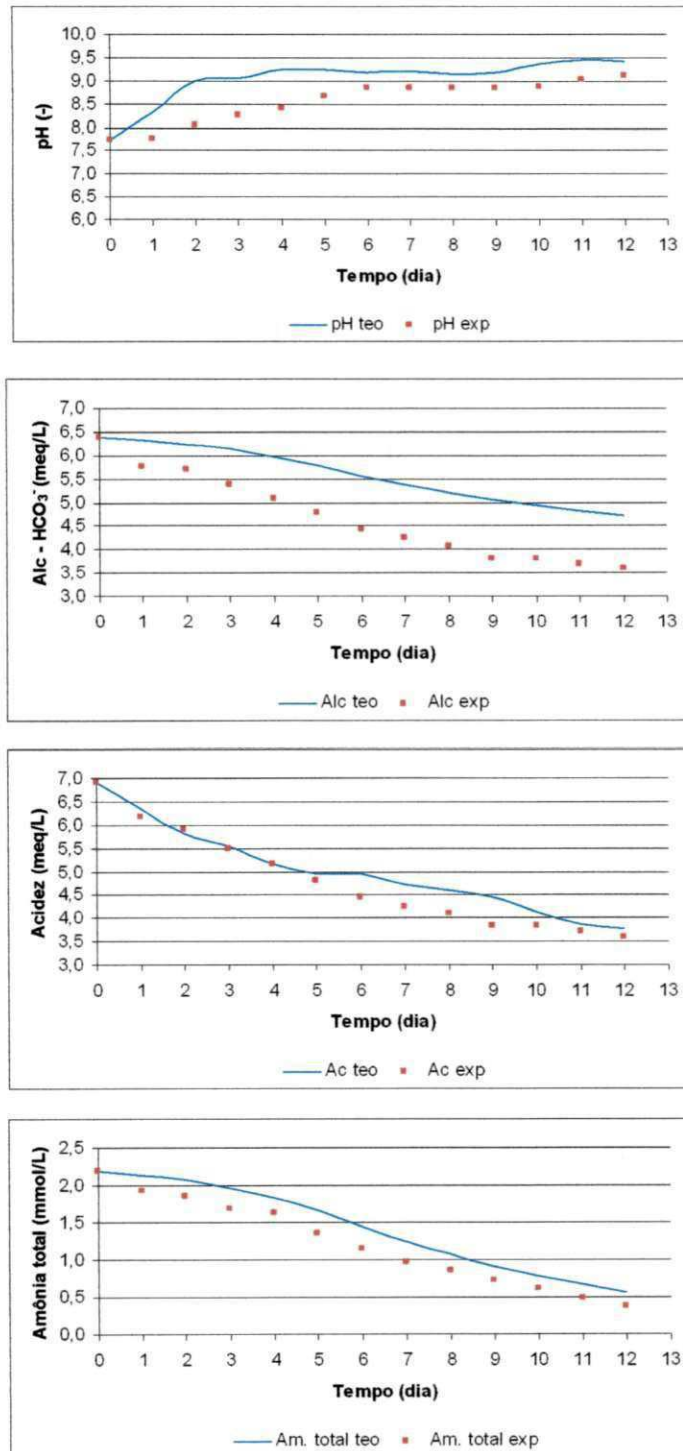 pH (-)
10,0
9,5
9,0
8,5
8,0
7,5
7,0
6,5
6,0
0 1 2 3 4 5 6 7 8 9 10 11 12 13
Tempo (dia)
pH teo pH exp
Alc - HCO₃⁻ (meq/L)
7,0
6,5
6,0
5,5
5,0
4,5
4,0
3,5
3,0
0 1 2 3 4 5 6 7 8 9 10 11 12 13
Tempo (dia)
Alc teo Alc exp
Acidez (meq/L)
7,0
6,5
6,0
5,5
5,0
4,5
4,0
3,5
3,0
0 1 2 3 4 5 6 7 8 9 10 11 12 13
Tempo (dia)
Ac teo Ac exp
Amônia total (mmol/L)
2,5
2,0
1,5
1,0
0,5
0,0
0 1 2 3 4 5 6 7 8 9 10 11 12 13
Tempo (dia)
Am. total teo Am. total exp